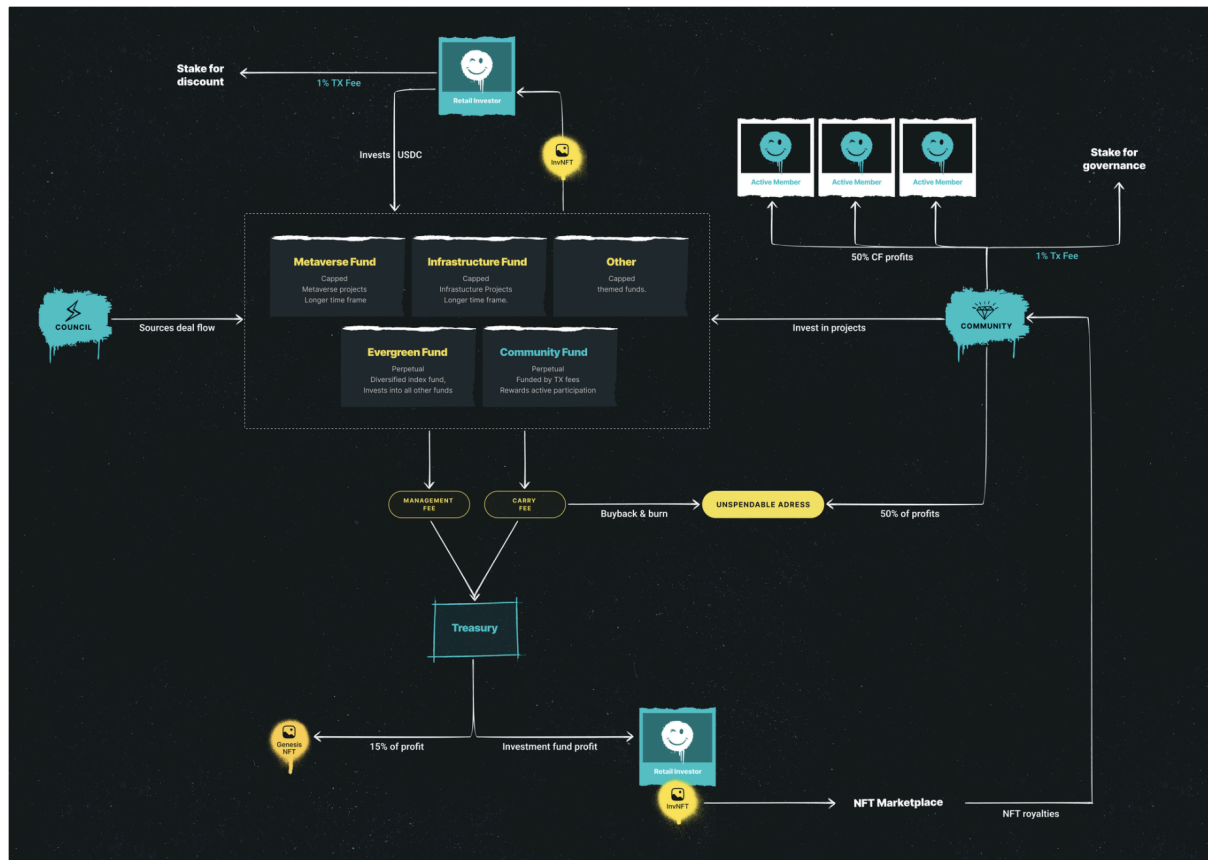 Stake for
discount
1% TX Fee
Retail Investor
Invests USDC
InvNFT
Active Member
Active Member
Active Member
Stake for
governance
50% CF profits
1% Tx Fee
Metaverse Fund
Capped
Metaverse projects
Longer time frame
Infrastructure Fund
Capped
Infrastucture Projects
Longer time frame.
Other
Capped
themed funds.
COUNCIL
Sources deal flow
Invest in projects
COMMUNITY
Evergreen Fund
Perpetual
Diversified index fund,
Invests into all other funds
Community Fund
Perpetual
Funded by TX fees
Rewards active participation
MANAGEMENT
FEE
CARRY
FEE
Buyback & burn
UNSPENDABLE ADRESS
50% of profits
Treasury
Genesis
NFT
15% of profit
Investment fund profit
Retail Investor
InvNFT
NFT Marketplace
NFT royalties